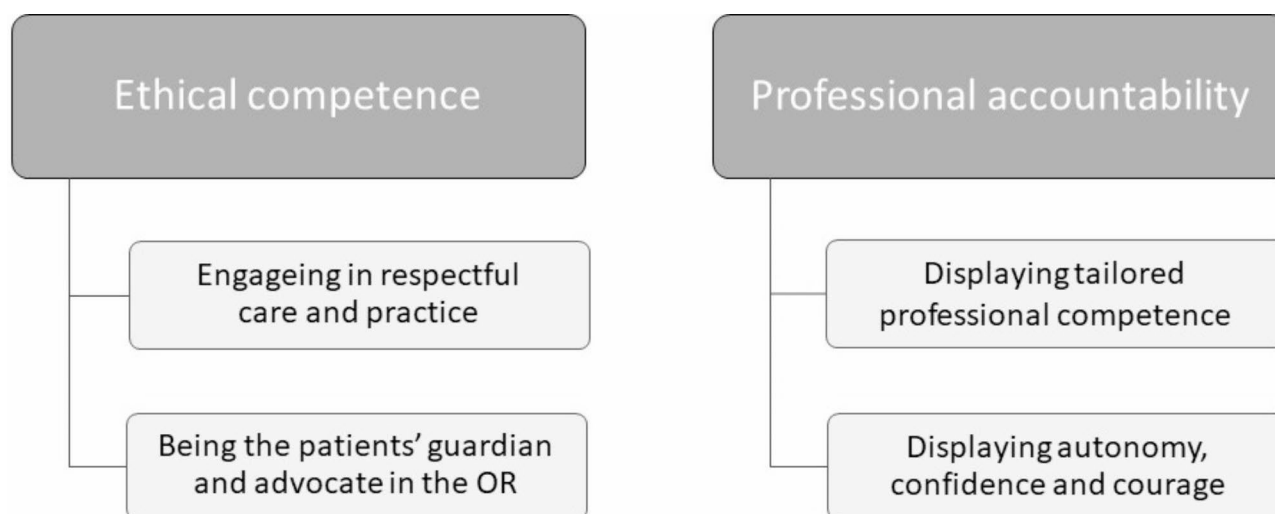 Ethical competence
Engageing in respectful
care and practice
Being the patients’ guardian
and advocate in the OR
Professional accountability
Displaying tailored
professional competence
Displaying autonomy,
confidence and courage